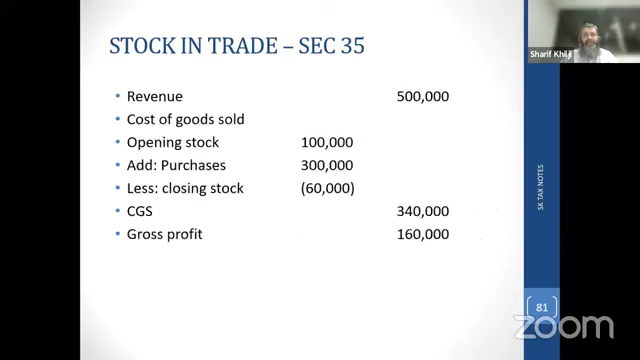 STOCK IN TRADE – SEC 35
Sharif Khilji
• Revenue 500,000
• Cost of goods sold
• Opening stock 100,000
• Add: Purchases 300,000
• Less: closing stock (60,000)
• CGS 340,000
• Gross profit 160,000
SK TAX NOTES
81
zoom